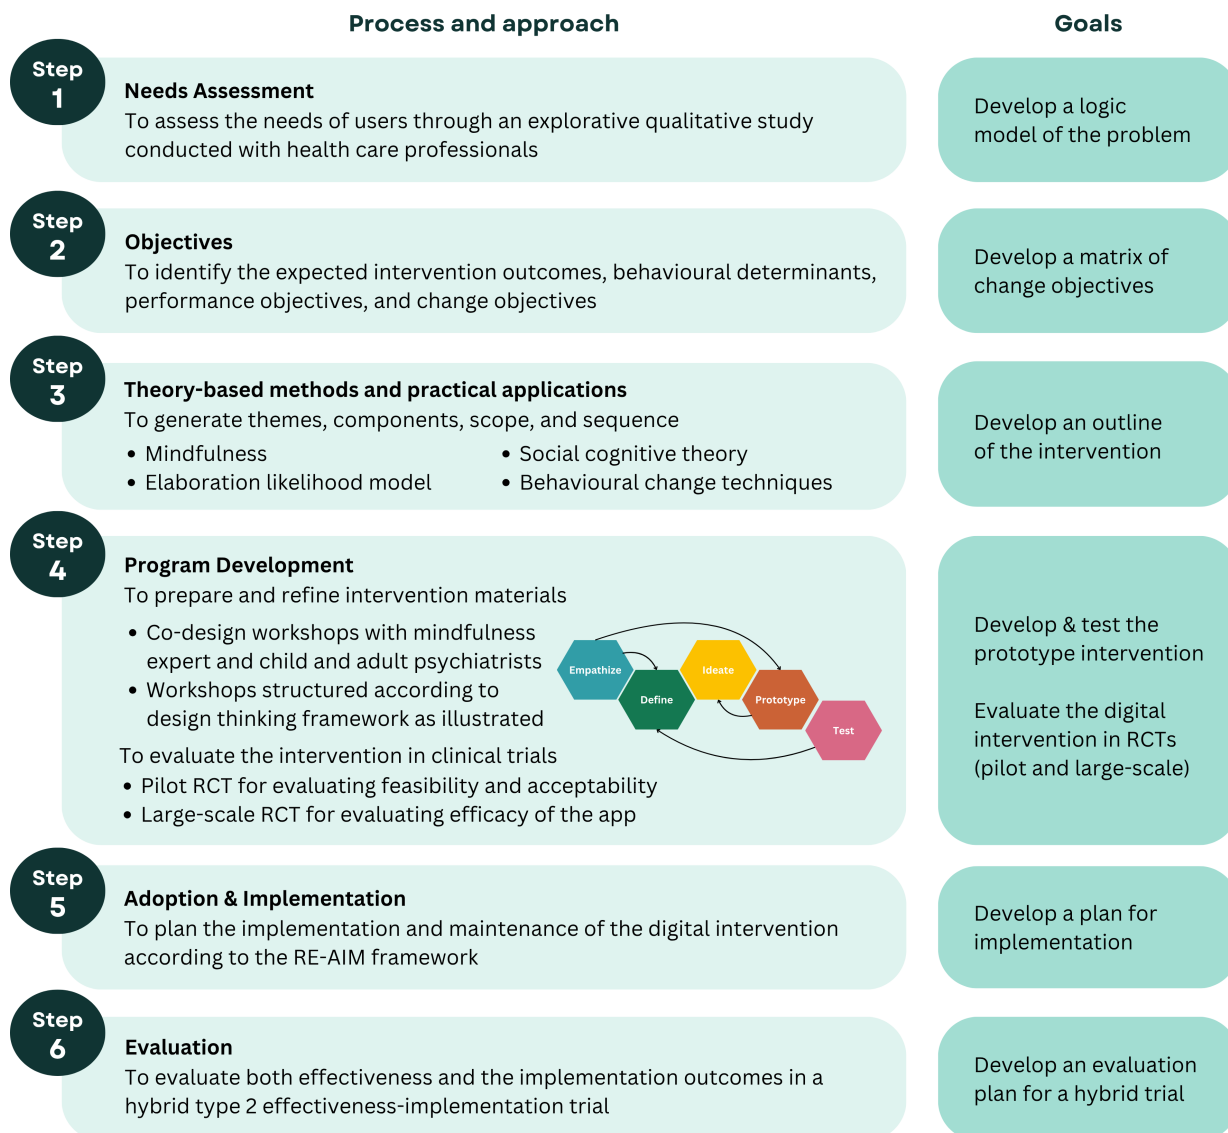 Process and approach
Goals
Step
1
Needs Assessment
To assess the needs of users through an explorative qualitative study
conducted with health care professionals
Develop a logic
model of the problem
Step
2
Objectives
To identify the expected intervention outcomes, behavioural determinants,
performance objectives, and change objectives
Develop a matrix of
change objectives
Step
3
Theory-based methods and practical applications
To generate themes, components, scope, and sequence
• Mindfulness
• Elaboration likelihood model
• Social cognitive theory
• Behavioural change techniques
Develop an outline
of the intervention
Step
4
Program Development
To prepare and refine intervention materials
• Co-design workshops with mindfulness
expert and child and adult psychiatrists
• Workshops structured according to
design thinking framework as illustrated
Empathize
Define
Ideate
Prototype
Test
To evaluate the intervention in clinical trials
• Pilot RCT for evaluating feasibility and acceptability
• Large-scale RCT for evaluating efficacy of the app
Develop & test the
prototype intervention
Evaluate the digital
intervention in RCTs
(pilot and large-scale)
Step
5
Adoption & Implementation
To plan the implementation and maintenance of the digital intervention
according to the RE-AIM framework
Develop a plan for
implementation
Step
6
Evaluation
To evaluate both effectiveness and the implementation outcomes in a
hybrid type 2 effectiveness-implementation trial
Develop an evaluation
plan for a hybrid trial